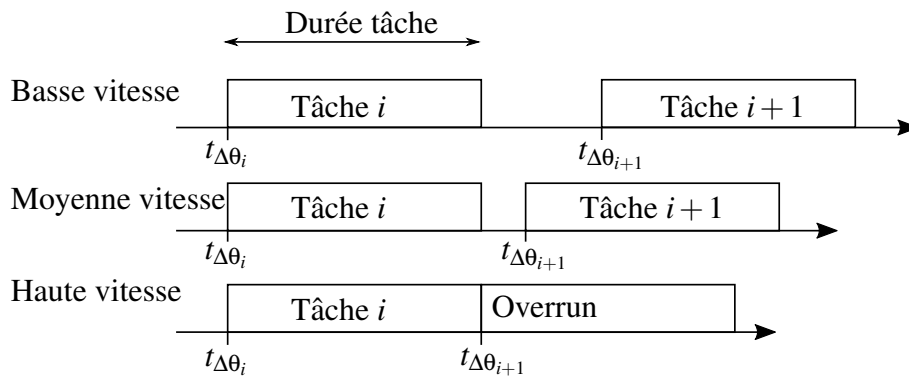 Durée tâche
Basse vitesse
Tâche i
Tâche i + 1
t_{Δθ_i}
t_{Δθ_{i+1}}
Moyenne vitesse
Tâche i
Tâche i + 1
t_{Δθ_i}
t_{Δθ_{i+1}}
Haute vitesse
Tâche i
Overrun
t_{Δθ_i}
t_{Δθ_{i+1}}